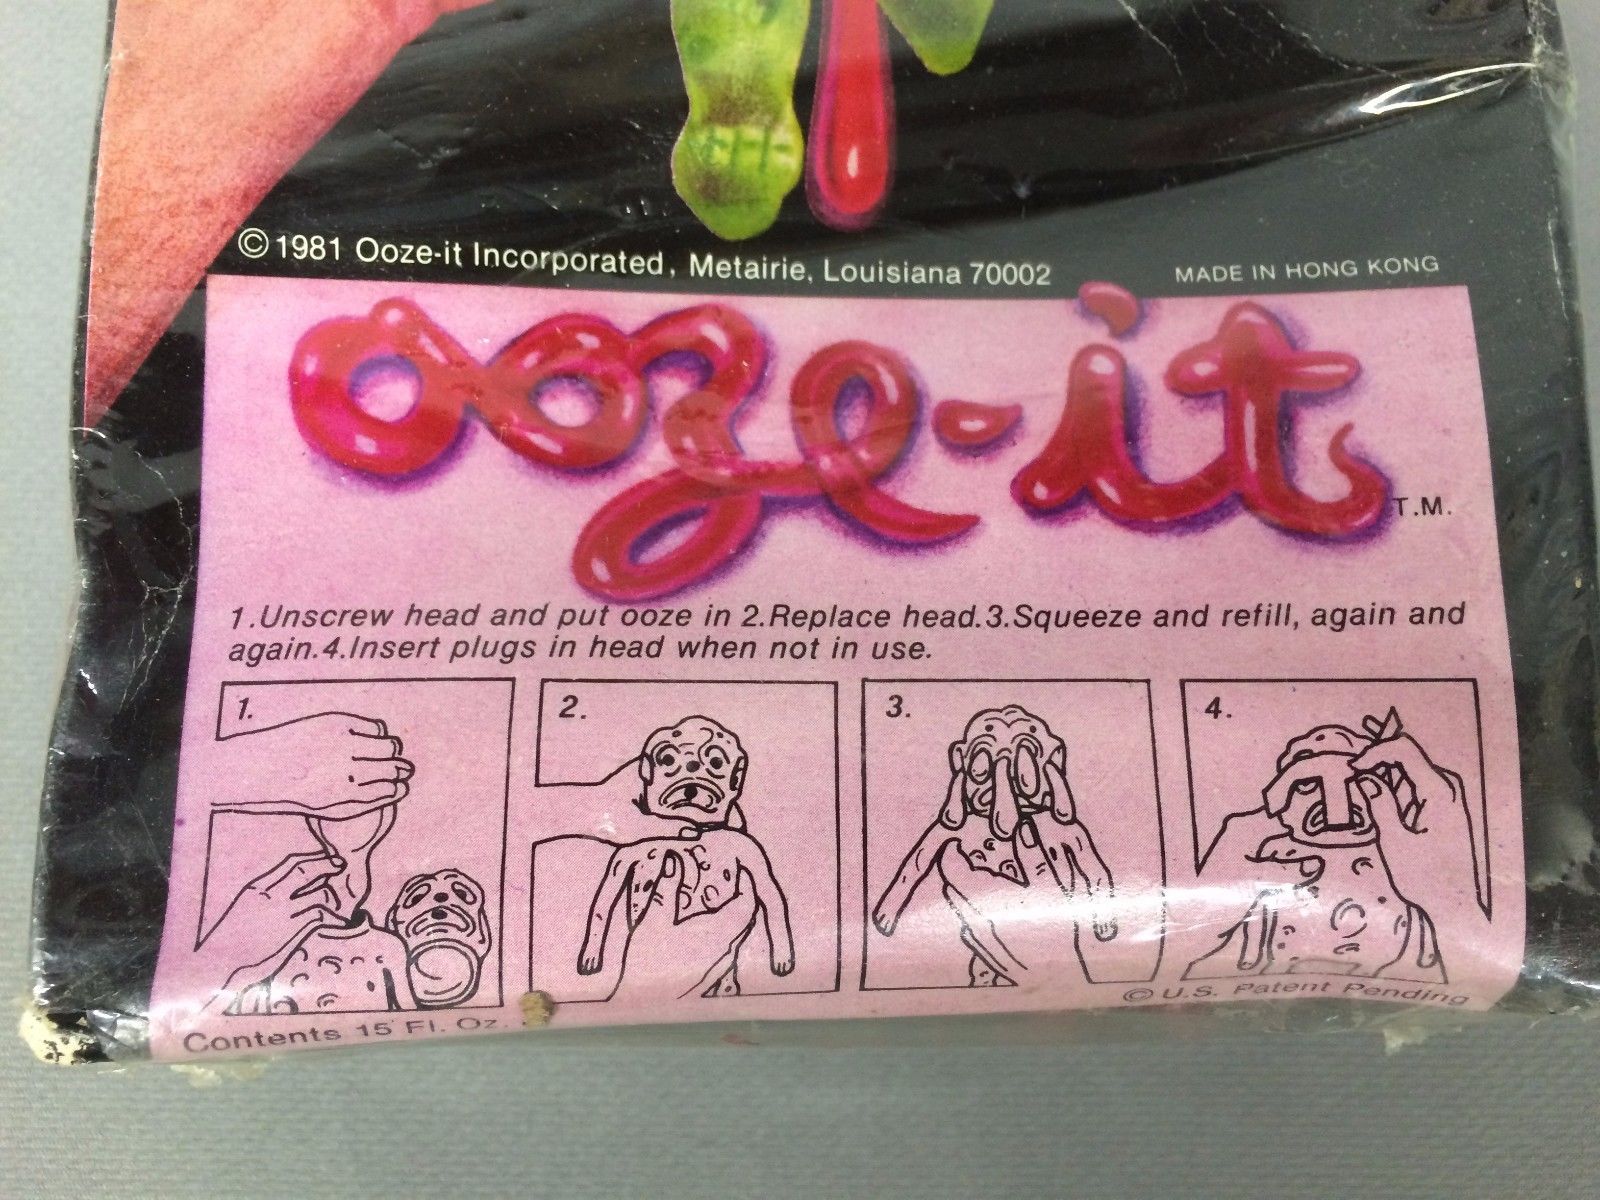 © 1981 Ooze-it Incorporated, Metairie, Louisiana 70002 MADE IN HONG KONG
ooze-it T.M.
1.Unscrew head and put ooze in 2.Replace head.3.Squeeze and refill, again and
again.4.Insert plugs in head when not in use.
1. 2. 3. 4.
Contents 15 Fl. Oz. © U.S. Patent Pending